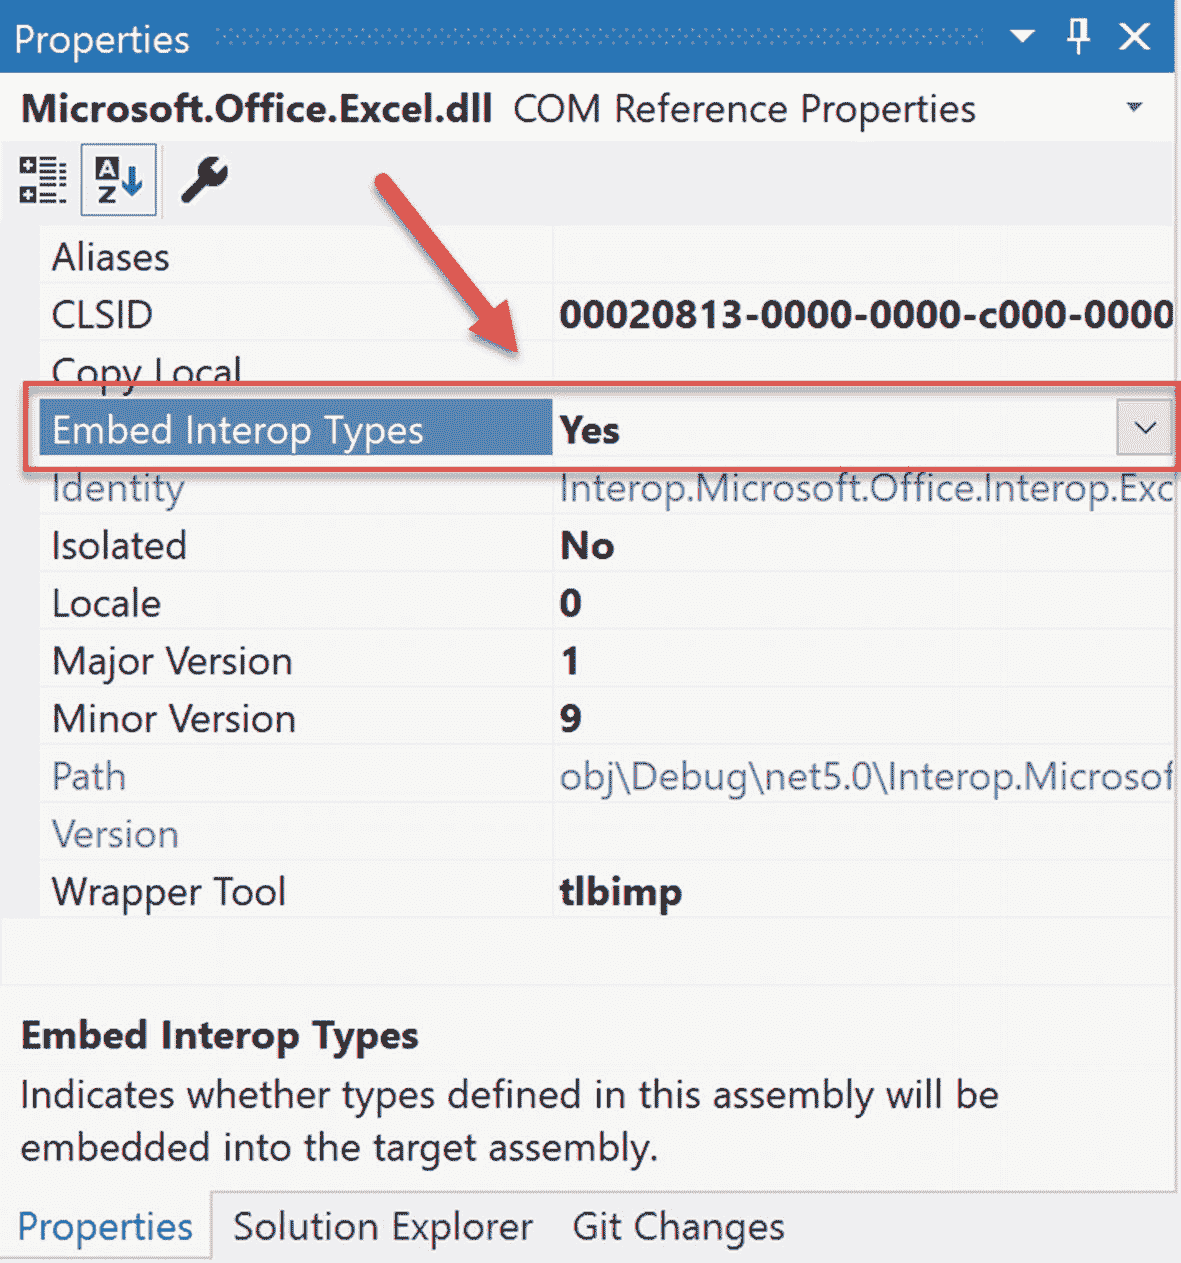 Properties
Microsoft.Office.Excel.dll COM Reference Properties
A
Z
Aliases
CLSID 00020813-0000-0000-c000-0000
Copy Local
Embed Interop Types Yes
Identity Interop.Microsoft.Office.Interop.Exc
Isolated No
Locale 0
Major Version 1
Minor Version 9
Path obj\Debug\net5.0\Interop.Microsof
Version
Wrapper Tool tlbimp
Embed Interop Types
Indicates whether types defined in this assembly will be
embedded into the target assembly.
Properties Solution Explorer Git Changes